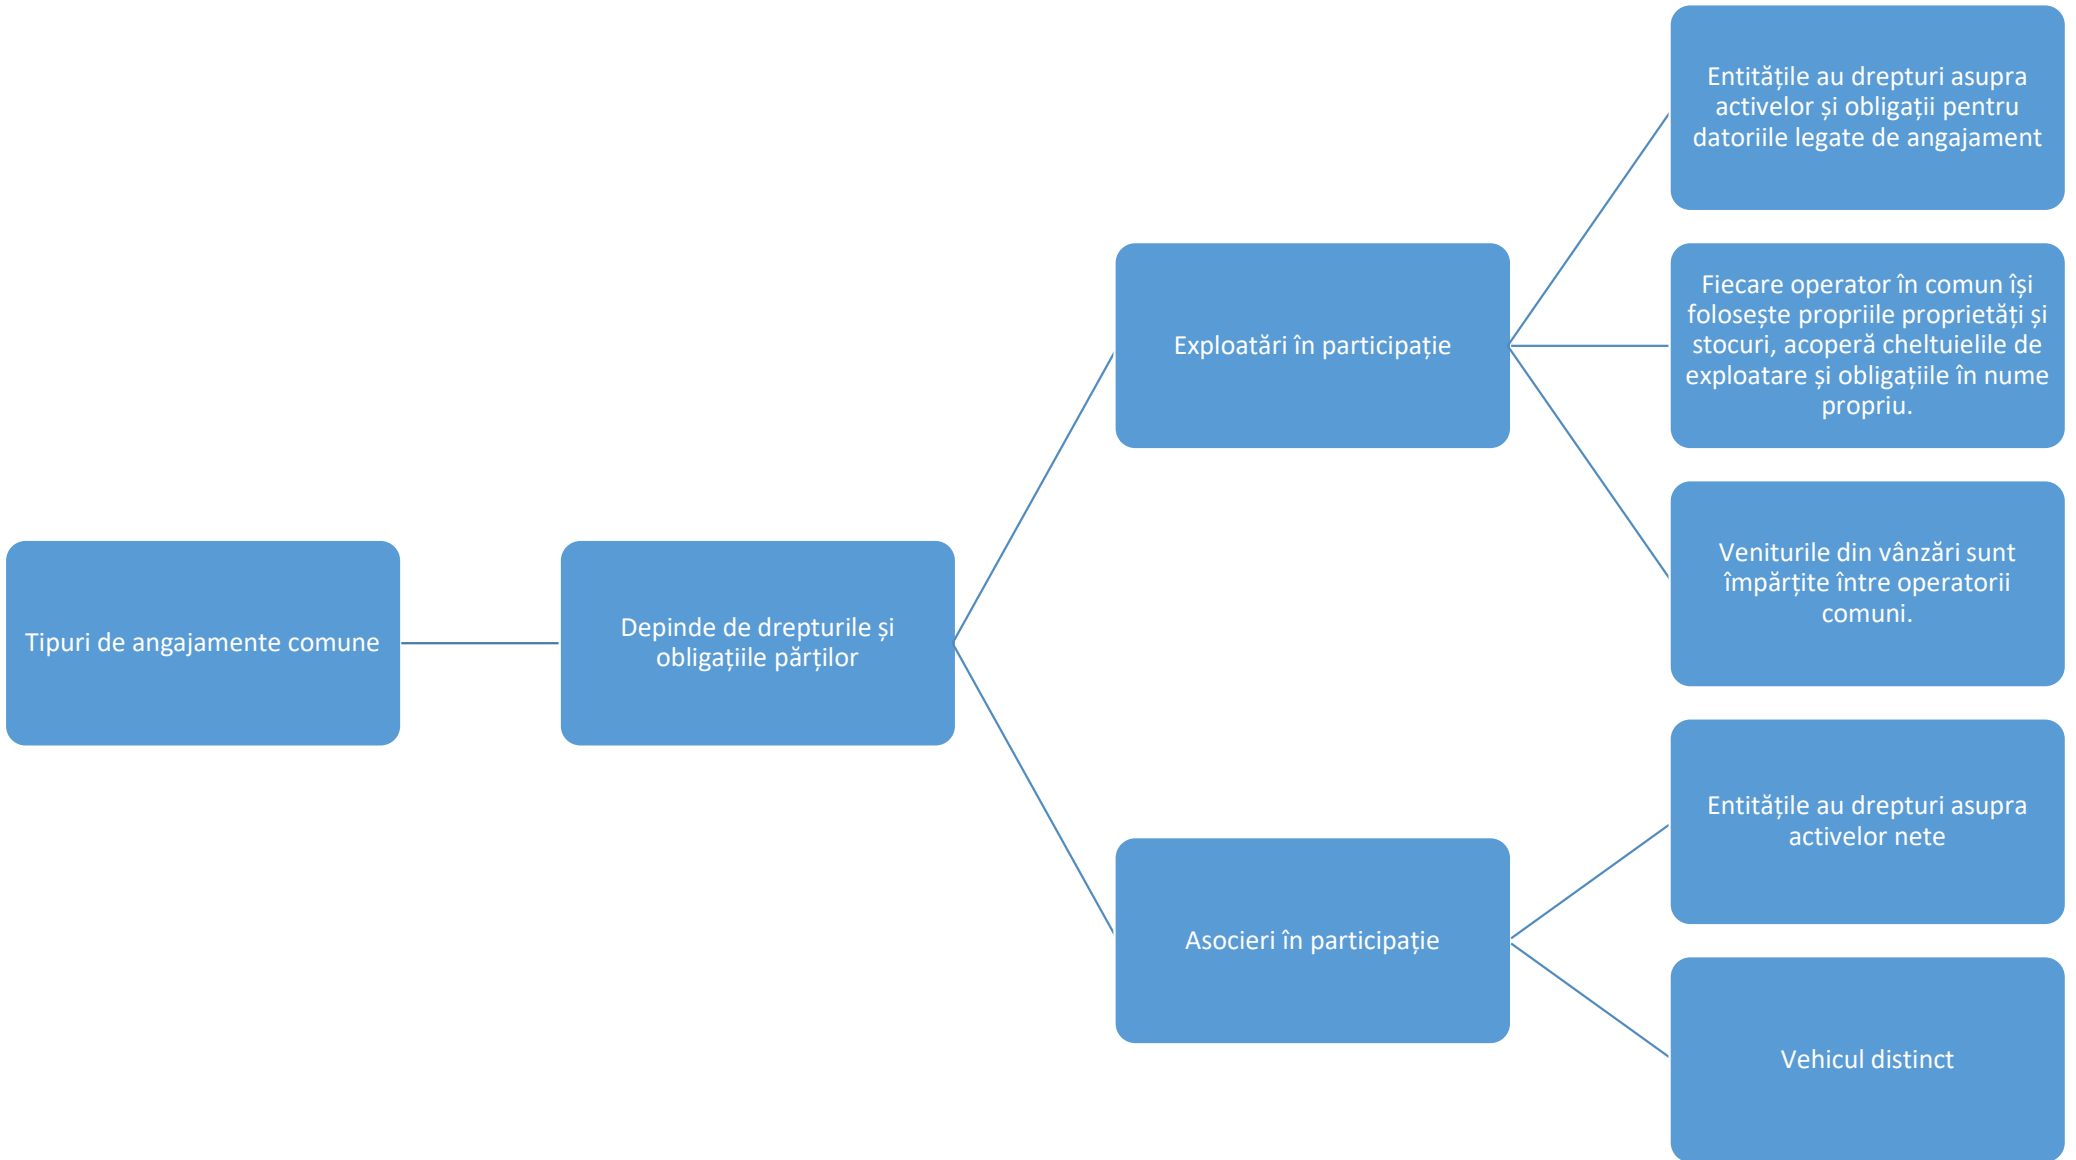 Tipuri de angajamente comune
Depinde de drepturile și
obligațiile părților
Exploatări în participație
Entitățile au drepturi asupra
activelor și obligații pentru
datoriile legate de angajament
Fiecare operator în comun își
folosește propriile proprietăți și
stocuri, acoperă cheltuielile de
exploatare și obligațiile în nume
propriu.
Veniturile din vânzări sunt
împărțite între operatorii
comuni.
Asocieri în participație
Entitățile au drepturi asupra
activelor nete
Vehicul distinct